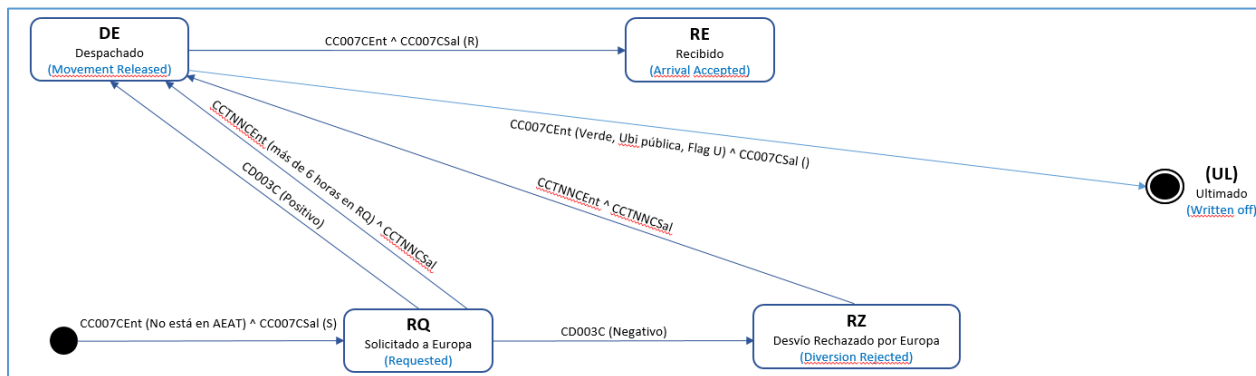 DE
Despachado
(Movement Released)
CC007CEnt ^ CC007CSal (R)
RE
Recibido
(Arrival Accepted)
CC007CEnt (Verde, Ubi pública, Flag U) ^ CC007CSal ()
(UL)
Ultimado
(Written off)
CCTNNCEnt (más de 6 horas en RQ) ^ CCTNNCSal
CD003C (Positivo)
CCTNNCEnt ^ CCTNNCSal
CC007CEnt (No está en AEAT) ^ CC007CSal (S)
RQ
Solicitado a Europa
(Requested)
CD003C (Negativo)
RZ
Desvío Rechazado por Europa
(Diversion Rejected)